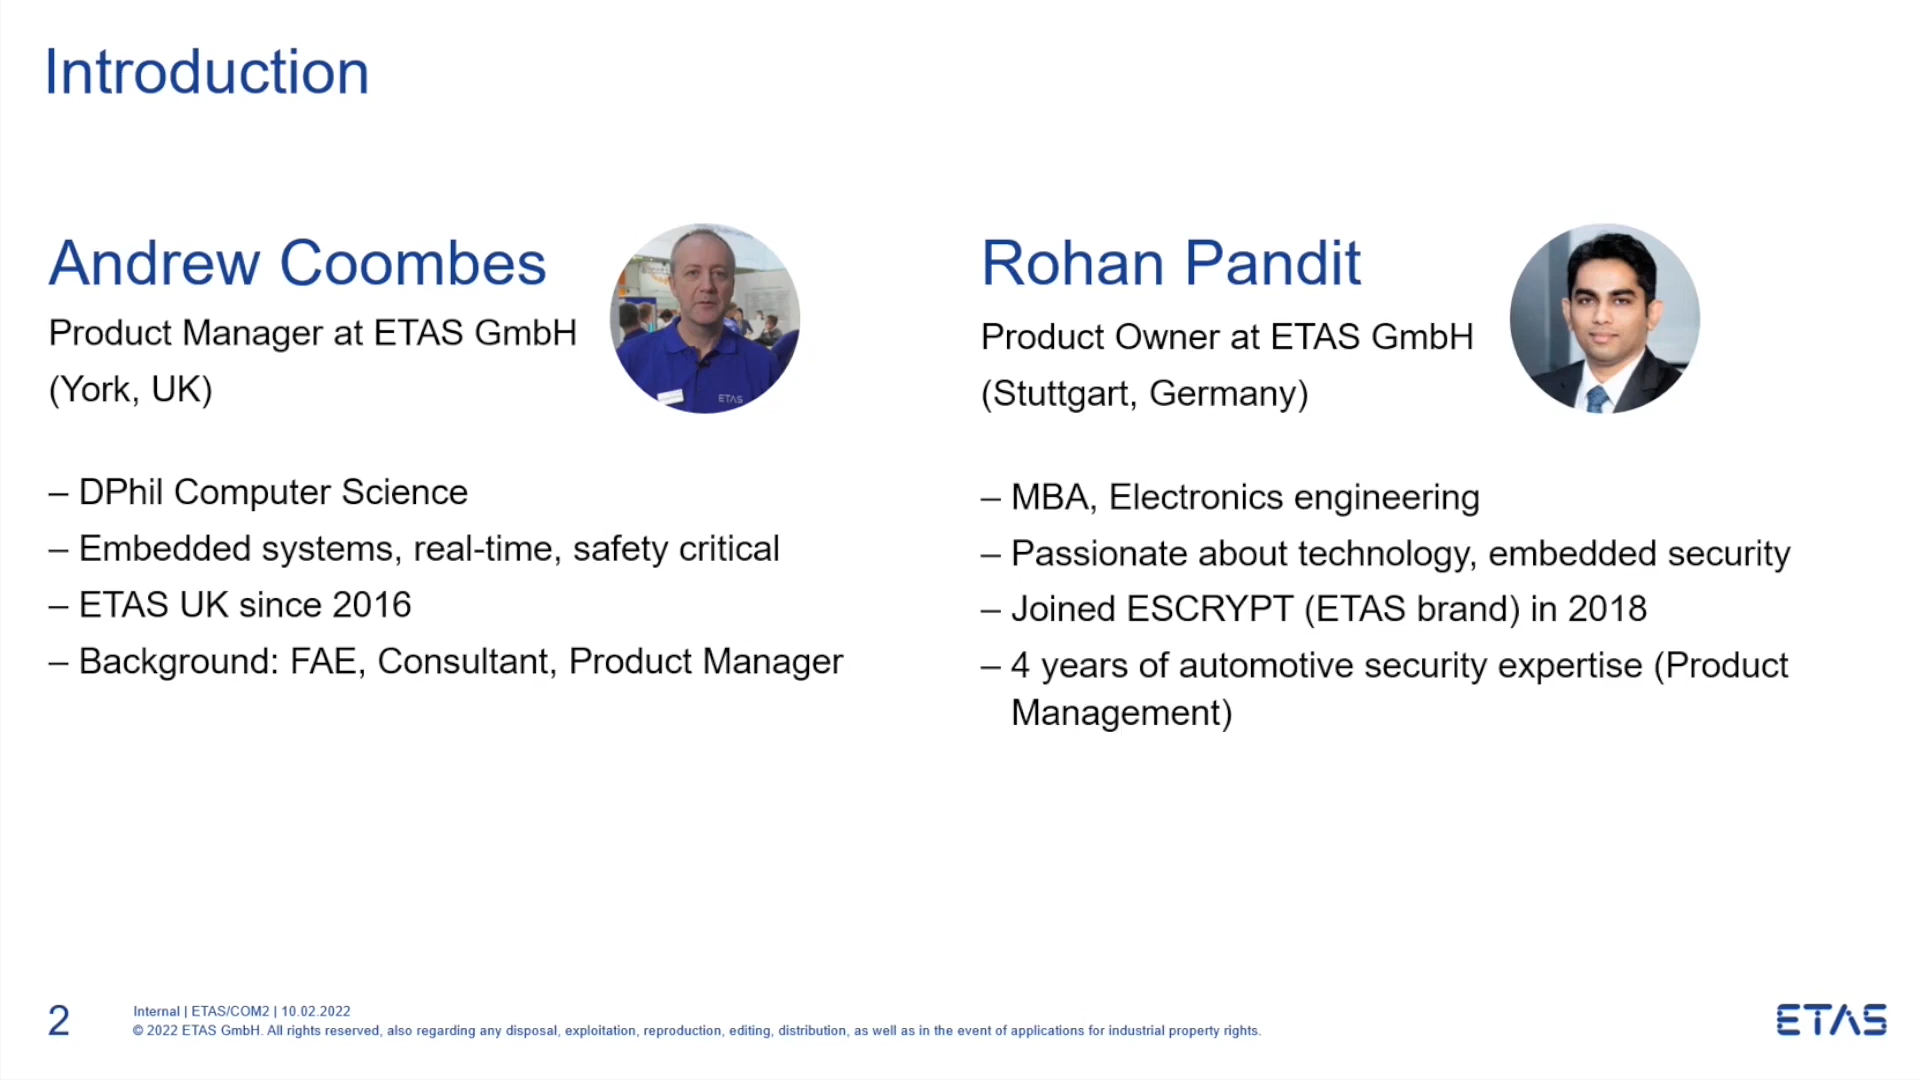 Introduction
Andrew Coombes
Product Manager at ETAS GmbH
(York, UK)
– DPhil Computer Science
– Embedded systems, real-time, safety critical
– ETAS UK since 2016
– Background: FAE, Consultant, Product Manager
ETAS
Rohan Pandit
Product Owner at ETAS GmbH
(Stuttgart, Germany)
– MBA, Electronics engineering
– Passionate about technology, embedded security
– Joined ESCRYPT (ETAS brand) in 2018
– 4 years of automotive security expertise (Product
Management)
2
Internal | ETAS/COM2 | 10.02.2022
© 2022 ETAS GmbH. All rights reserved, also regarding any disposal, exploitation, reproduction, editing, distribution, as well as in the event of applications for industrial property rights.
ETAS